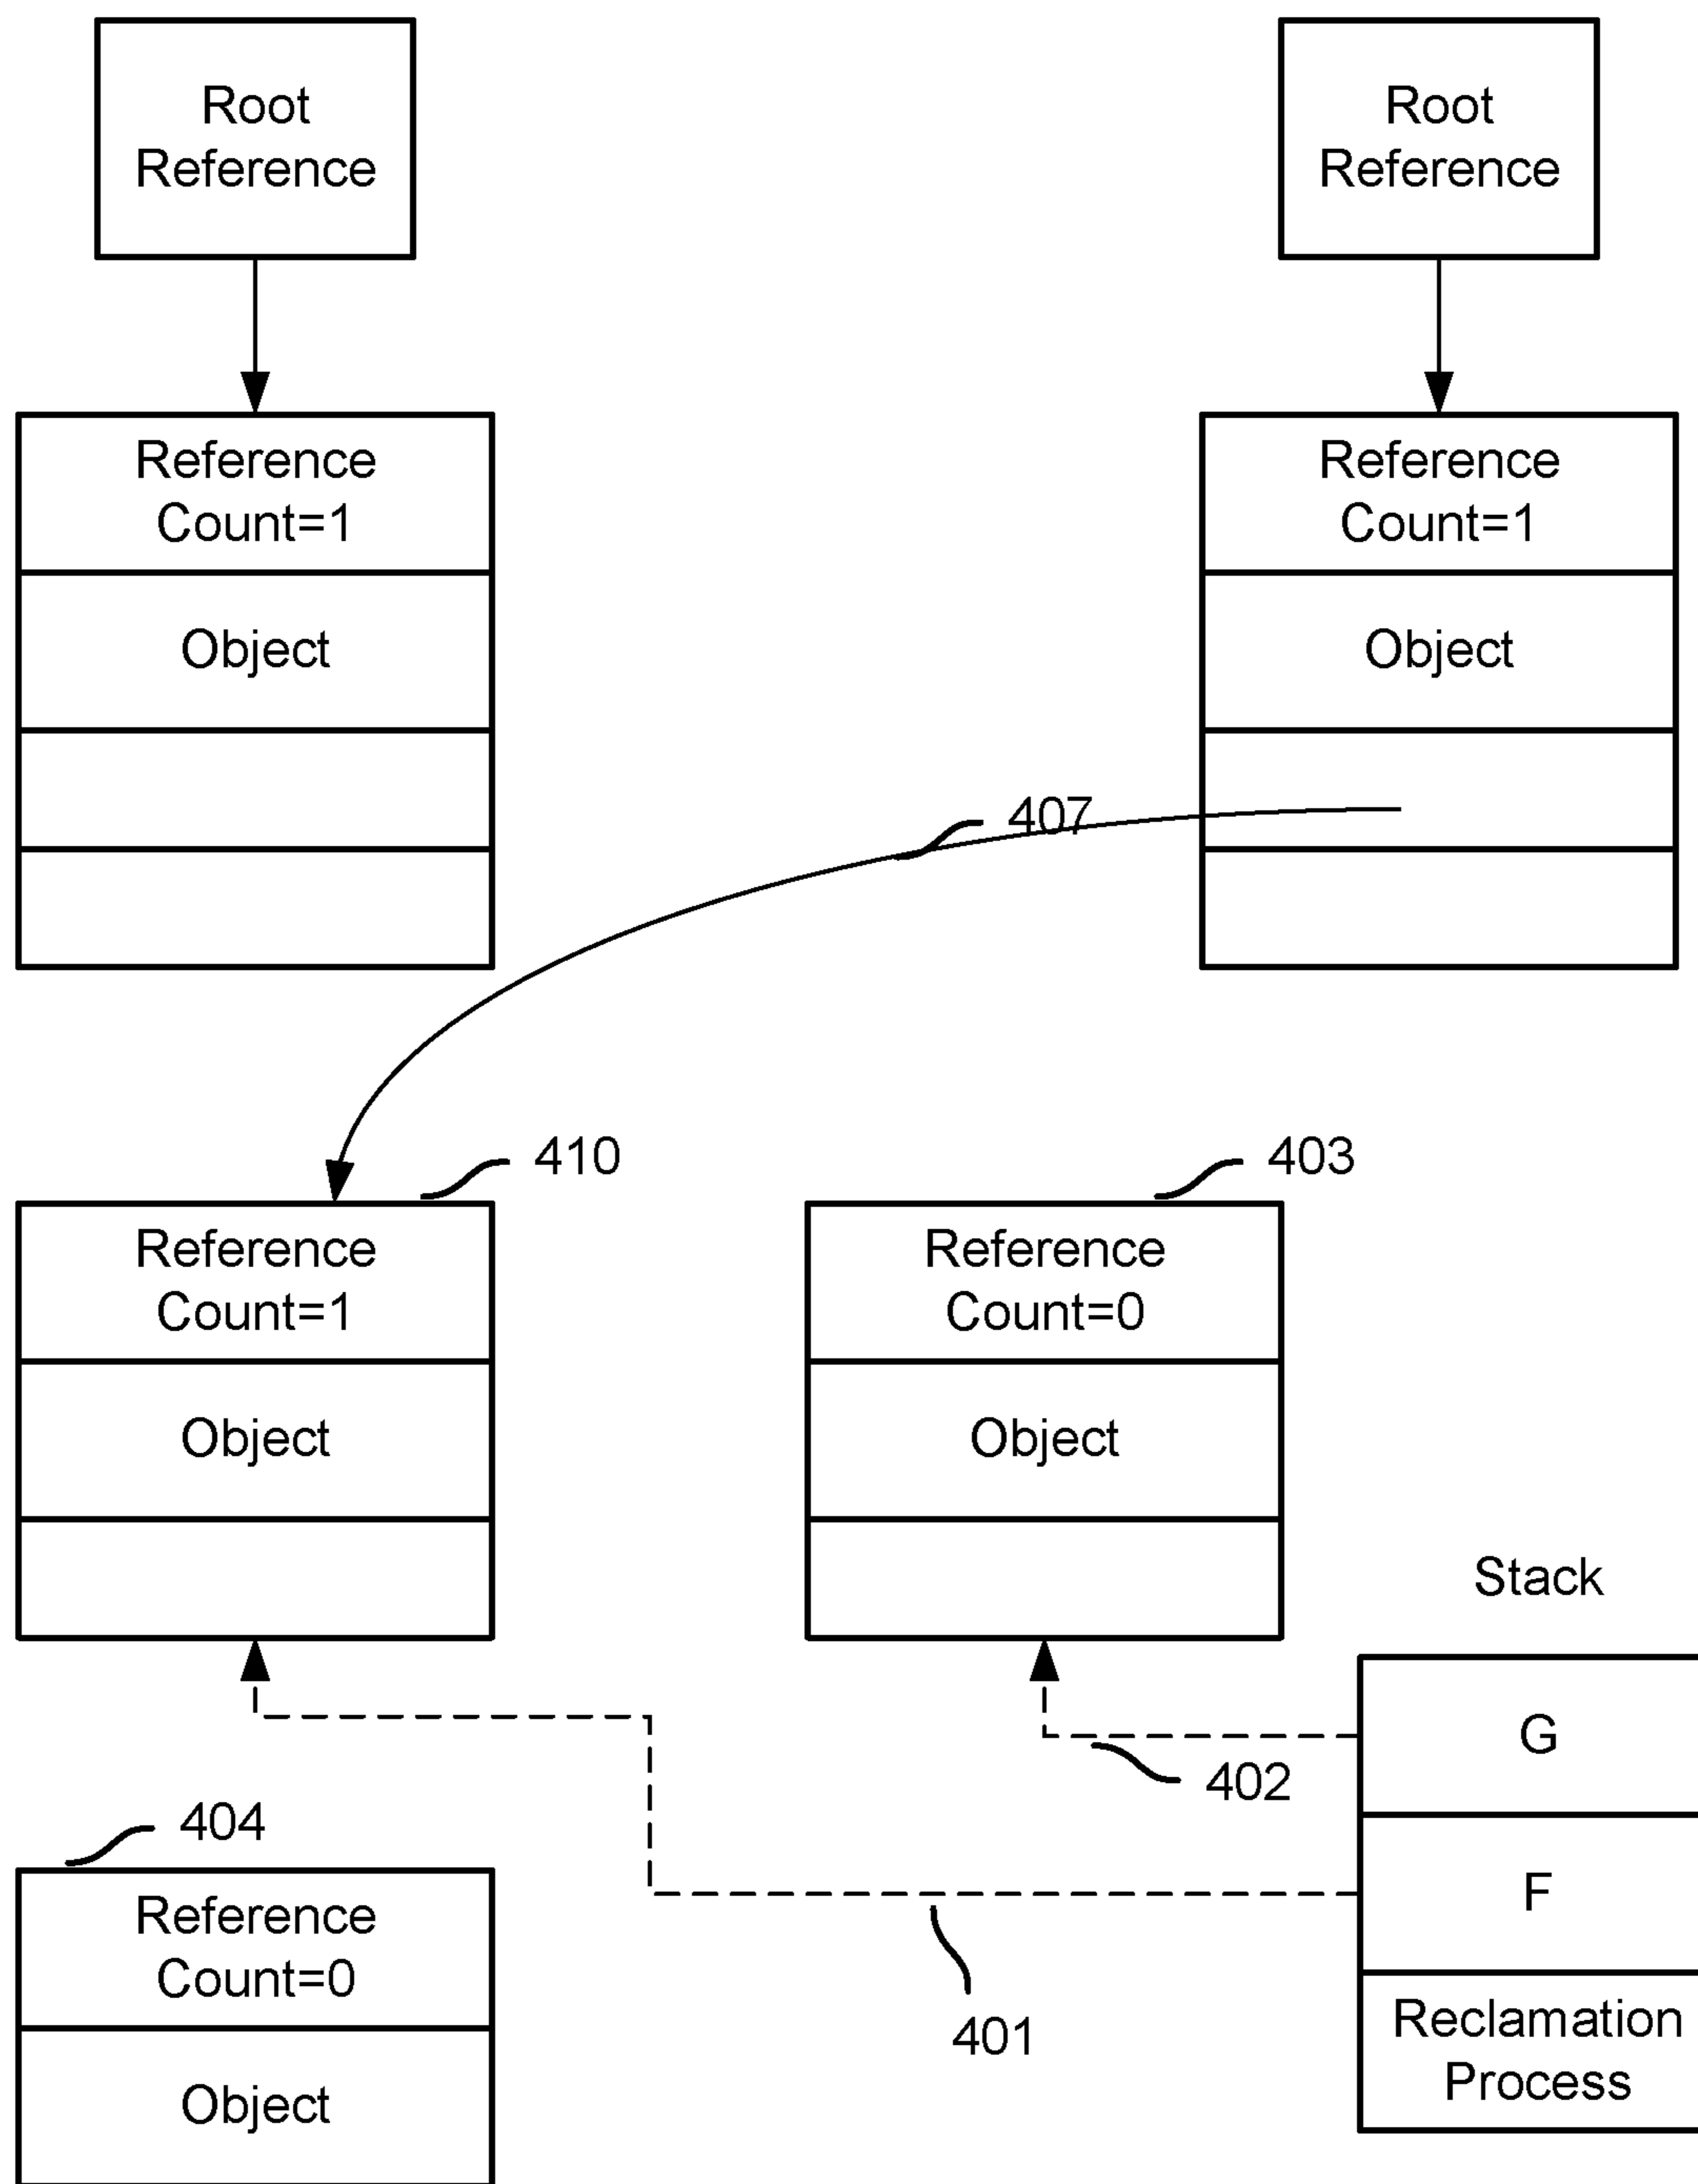 Root
Reference
Root
Reference
Reference
Count=1
Object
Reference
Count=1
Object
407
410
Reference
Count=1
Object
403
Reference
Count=0
Object
Stack
G
402
F
Reclamation
Process
401
404
Reference
Count=0
Object